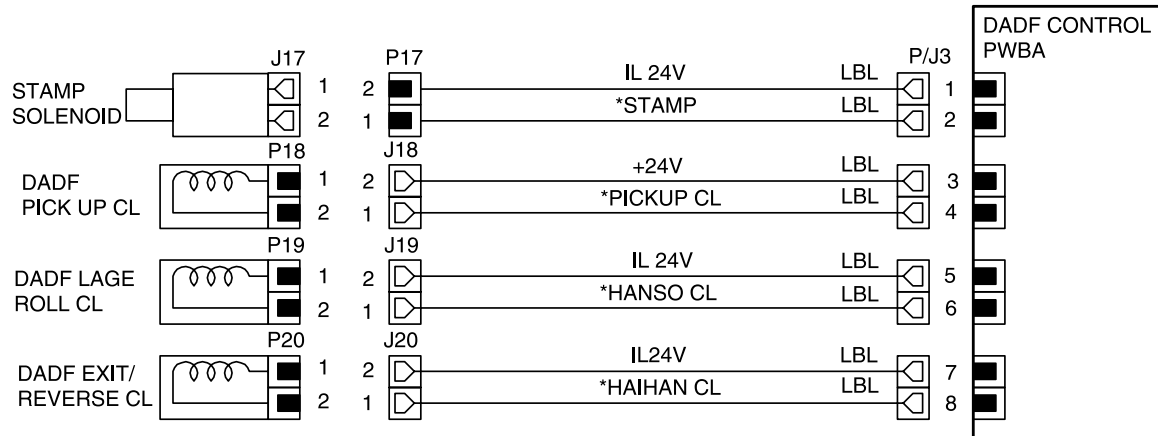 DADF CONTROL
PWBA
J17 P17 P/J3
STAMP
SOLENOID
1 2 IL 24V LBL 1
2 1 *STAMP LBL 2
P18 J18
DADF
PICK UP CL
1 2 +24V LBL 3
2 1 *PICKUP CL LBL 4
P19 J19
DADF LAGE
ROLL CL
1 2 IL 24V LBL 5
2 1 *HANSO CL LBL 6
P20 J20
DADF EXIT/
REVERSE CL
1 2 IL24V LBL 7
2 1 *HAIHAN CL LBL 8